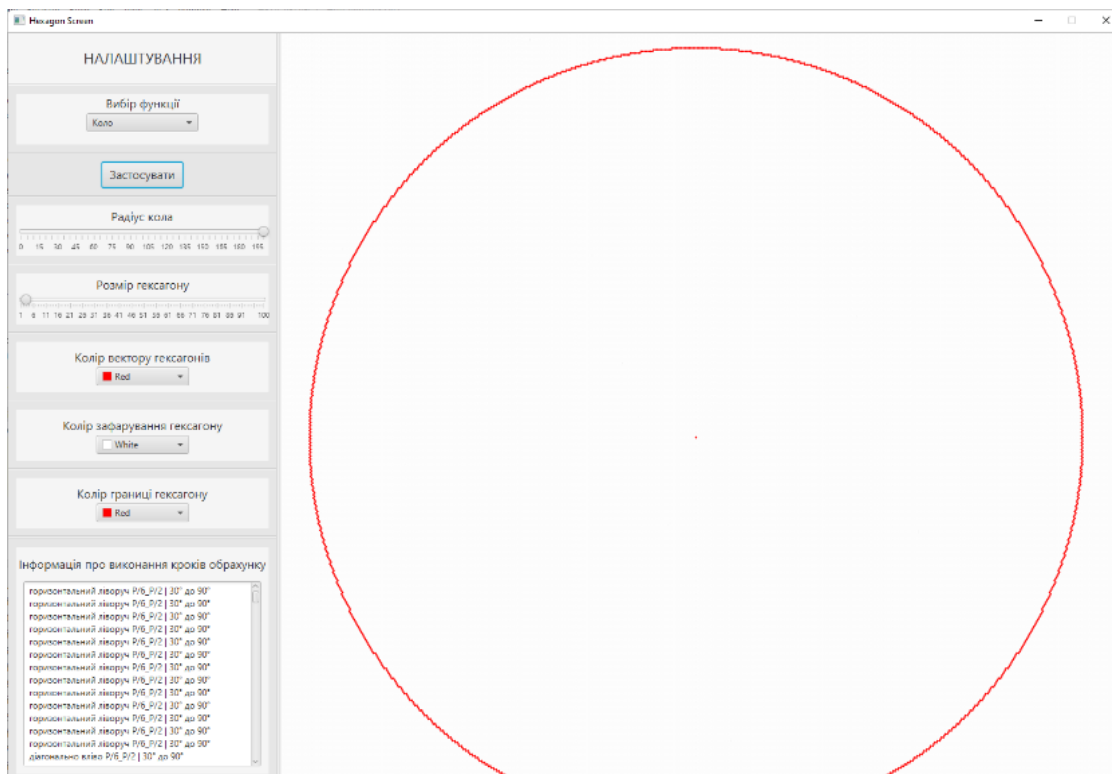 Hexagon Screen
НАЛАШТУВАННЯ
Вибір функції
Коло
Застосувати
Радіус кола
0 15 30 45 60 75 90 105 120 135 150 165 180 195
Розмір гексагону
1 6 11 16 21 26 31 36 41 46 51 56 61 66 71 76 81 86 91 100
Колір вектору гексагонів
Red
Колір зафарування гексагону
White
Колір границі гексагону
Red
Інформація про виконання кроків обрахунку
горизонтальний ліворуч P/6_P/2 | 30° до 90°
горизонтальний ліворуч P/6_P/2 | 30° до 90°
горизонтальний ліворуч P/6_P/2 | 30° до 90°
горизонтальний ліворуч P/6_P/2 | 30° до 90°
горизонтальний ліворуч P/6_P/2 | 30° до 90°
горизонтальний ліворуч P/6_P/2 | 30° до 90°
горизонтальний ліворуч P/6_P/2 | 30° до 90°
горизонтальний ліворуч P/6_P/2 | 30° до 90°
горизонтальний ліворуч P/6_P/2 | 30° до 90°
горизонтальний ліворуч P/6_P/2 | 30° до 90°
горизонтальний ліворуч P/6_P/2 | 30° до 90°
горизонтальний ліворуч P/6_P/2 | 30° до 90°
горизонтальний ліворуч P/6_P/2 | 30° до 90°
діагонально вліво P/6_P/2 | 30° до 90°